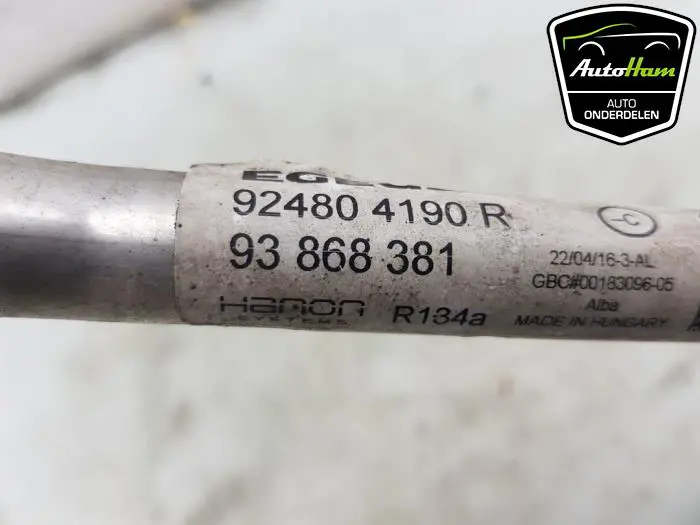 AutoHam
AUTO
ONDERDELEN
92480 4190 R
93 868 381
Hanon
SYSTEMS
R134a
-C
22/04/16-3-AL
GBC#00183096-05
Alba
MADE IN HUNGARY